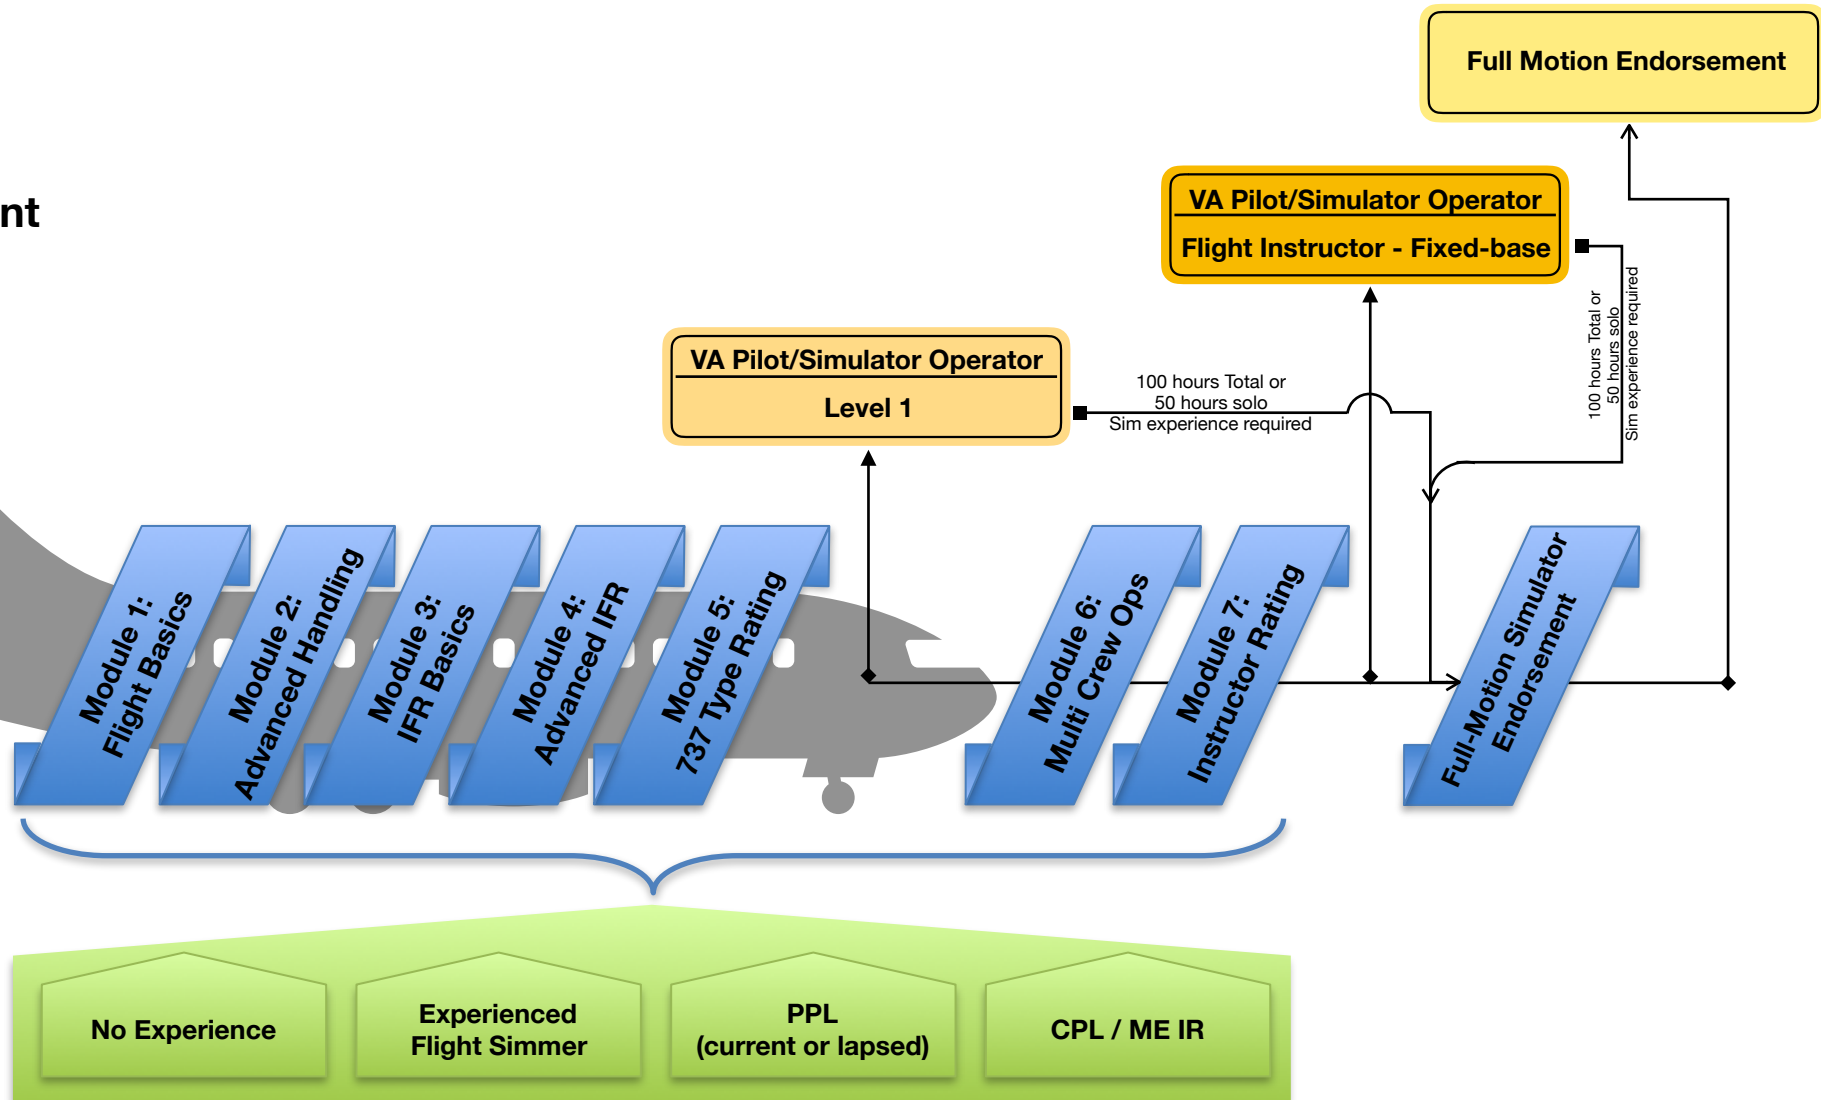 Full Motion Endorsement
nt
VA Pilot/Simulator Operator
Flight Instructor - Fixed-base
100 hours Total or
50 hours solo
Sim experience required
VA Pilot/Simulator Operator
Level 1
100 hours Total or
50 hours solo
Sim experience required
Module 1:
Flight Basics
Module 2:
Advanced Handling
Module 3:
IFR Basics
Module 4:
Advanced IFR
Module 5:
737 Type Rating
Module 6:
Multi Crew Ops
Module 7:
Instructor Rating
Full-Motion Simulator
Endorsement
No Experience
Experienced
Flight Simmer
PPL
(current or lapsed)
CPL / ME IR